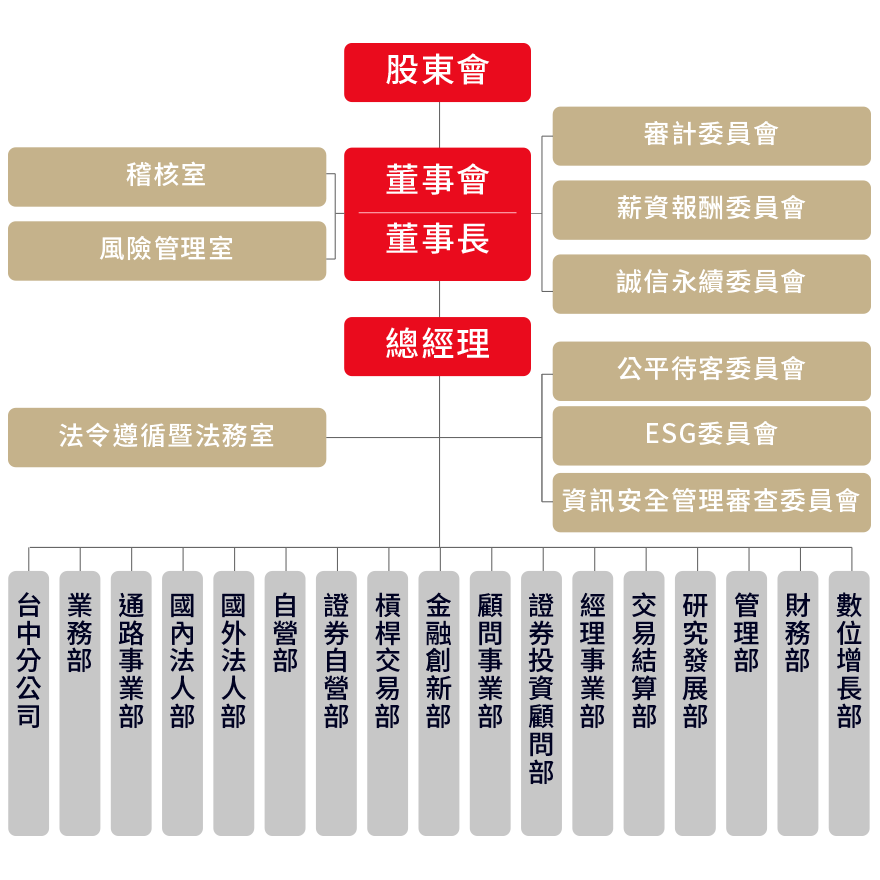 股東會
董事會
董事長
稽核室
風險管理室
審計委員會
薪資報酬委員會
誠信永續委員會
總經理
法令遵循暨法務室
公平待客委員會
ESG委員會
資訊安全管理審查委員會
台中分公司
業務部
通路事業部
國內法人部
國外法人部
自營部
證券自營部
槓桿交易部
金融創新部
顧問事業部
證券投資顧問部
經理事業部
交易結算部
研究發展部
管理部
財務部
數位增長部